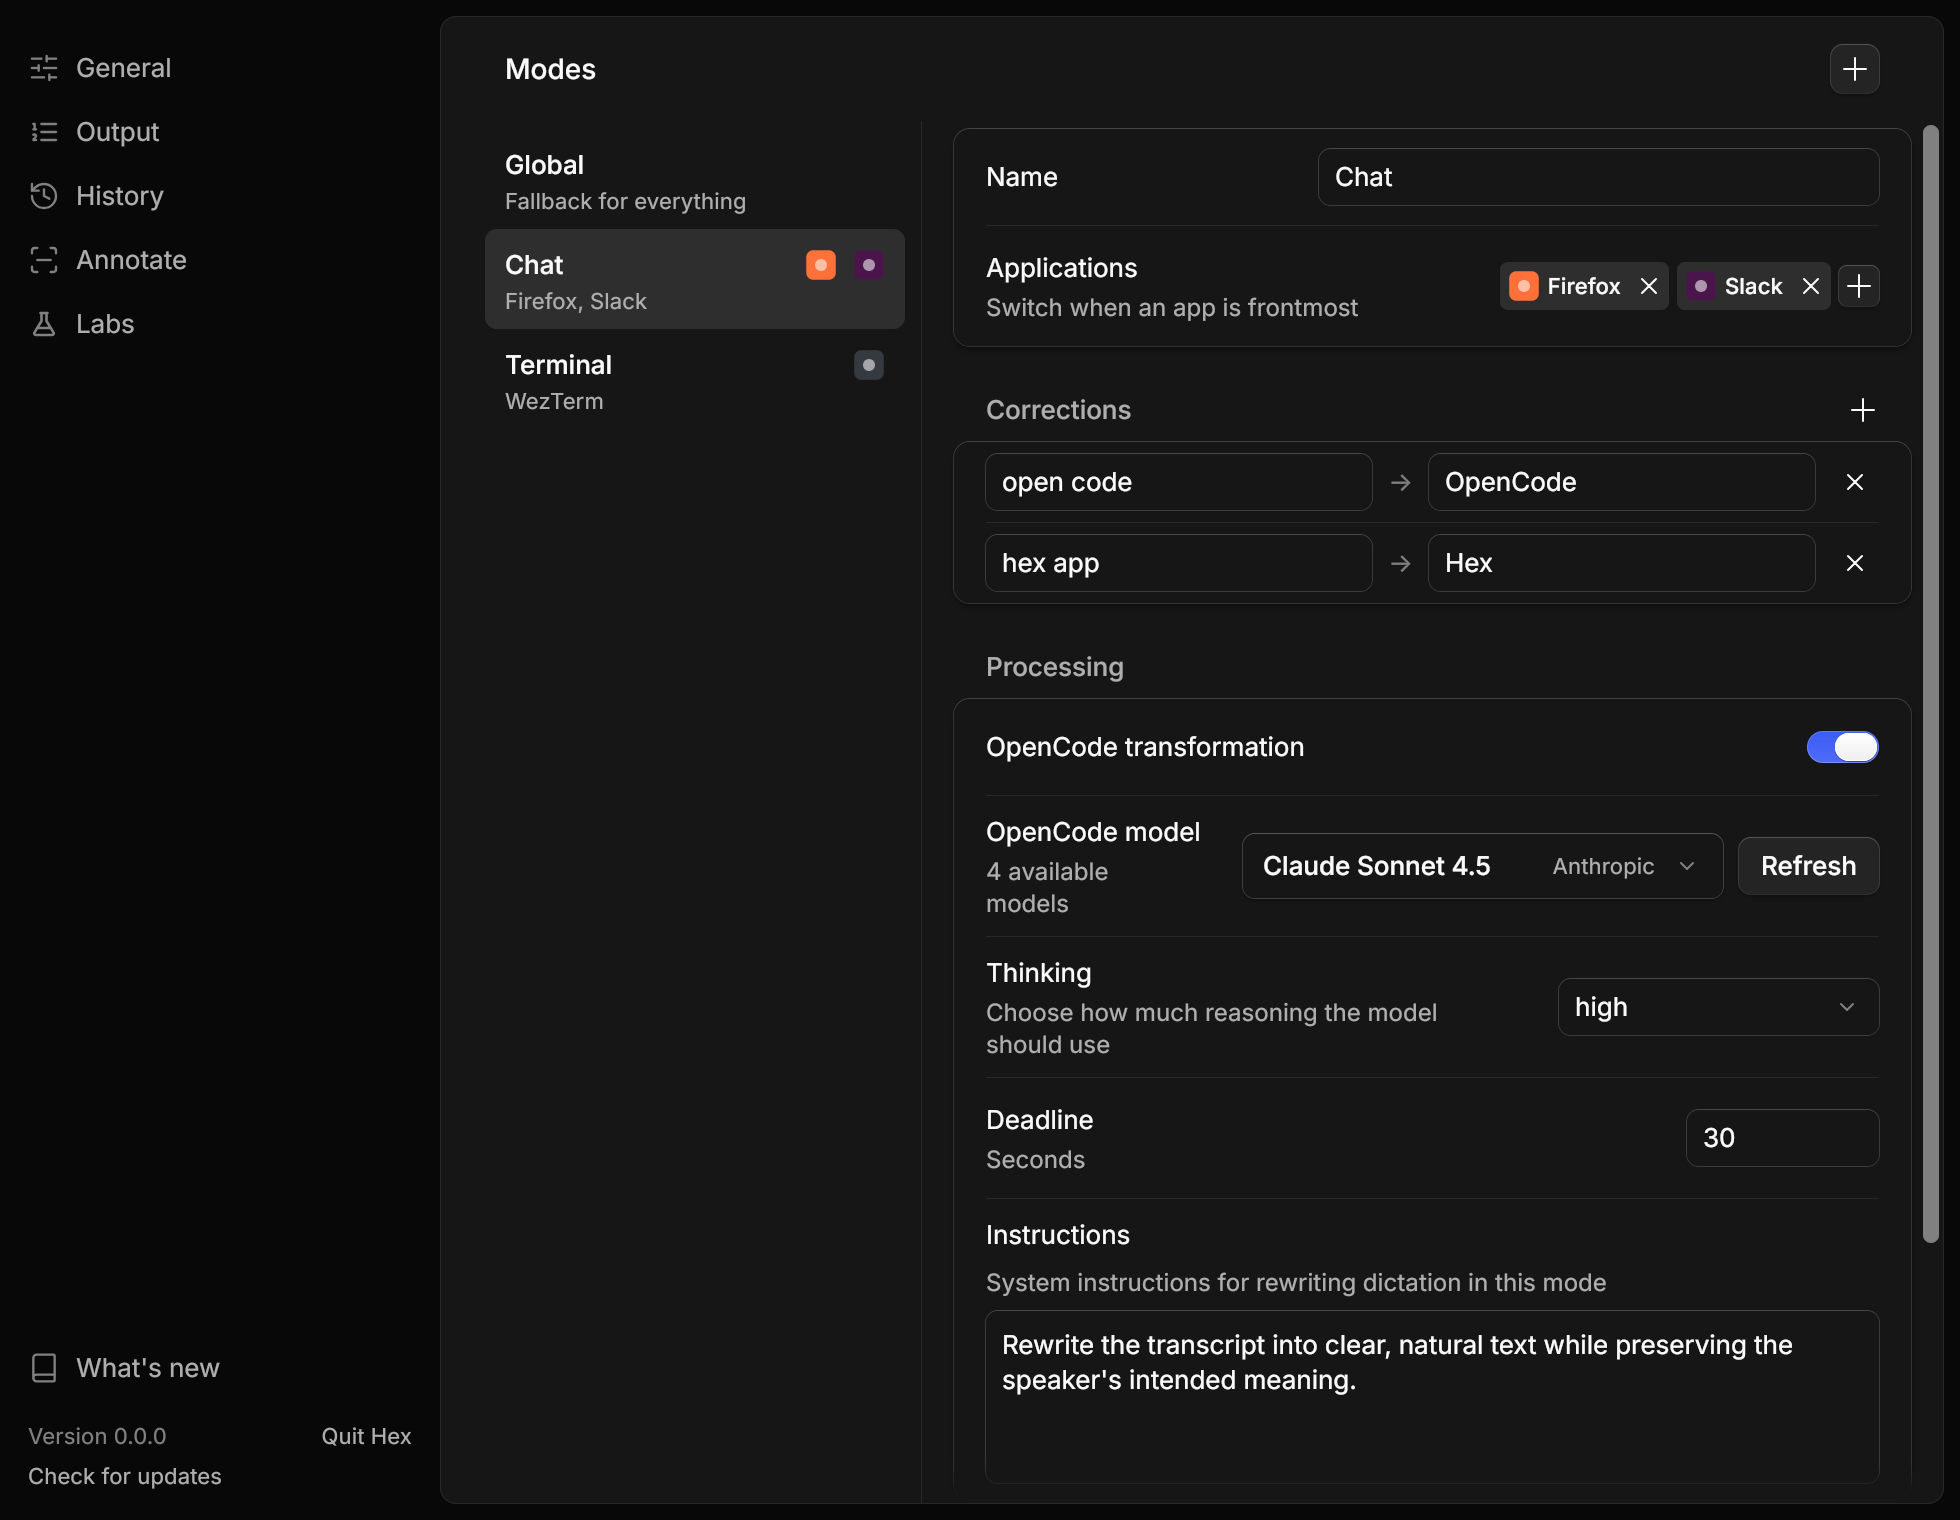 General
Output
History
Annotate
Labs
What's new
Version 0.0.0
Quit Hex
Check for updates
Modes
Global
Fallback for everything
Chat
Firefox, Slack
Terminal
WezTerm
Name
Chat
Applications
Switch when an app is frontmost
Firefox
Slack
Corrections
open code → OpenCode
hex app → Hex
Processing
OpenCode transformation
OpenCode model
4 available
models
Claude Sonnet 4.5
Anthropic
Refresh
Thinking
Choose how much reasoning the model
should use
high
Deadline
Seconds
30
Instructions
System instructions for rewriting dictation in this mode
Rewrite the transcript into clear, natural text while preserving the
speaker's intended meaning.